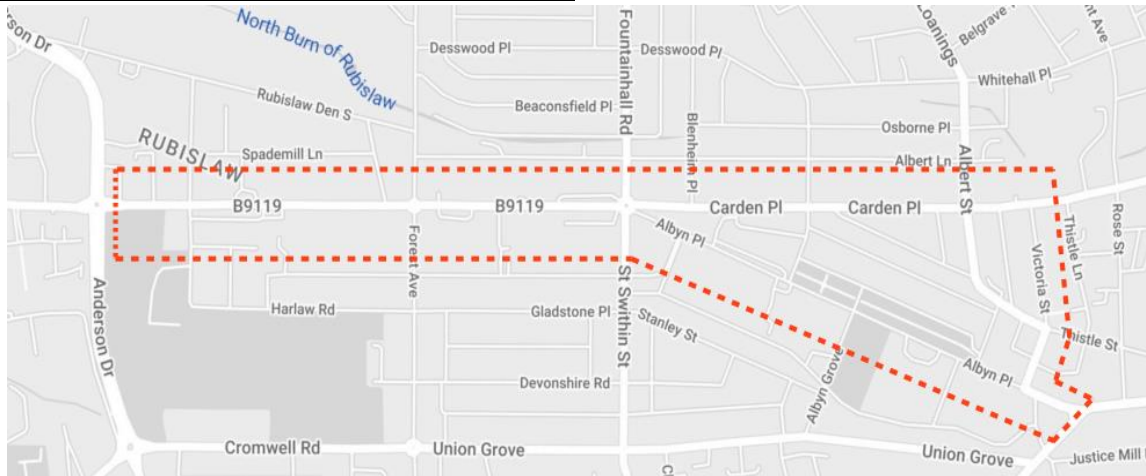 Anderson Dr
North Burn of Rubislaw
Desswood Pl
Fountainhall Rd
Desswood Pl
Loanings
Belgrave
Whitehall Pl
Rubislaw Den S
Beaconsfield Pl
Blenheim Pl
Osborne Pl
RUBISLAW
Spademill Ln
Albert Ln
Albert St
B9119
B9119
Carden Pl
Carden Pl
Forest Ave
Albyn Pl
Thistle Ln
Rose St
Victoria St
Anderson Dr
St Swithin St
Harlaw Rd
Gladstone Pl
Stanley St
Thistle St
Devonshire Rd
Albyn Grove
Albyn Pl
Cromwell Rd
Union Grove
Union Grove
Justice Mill